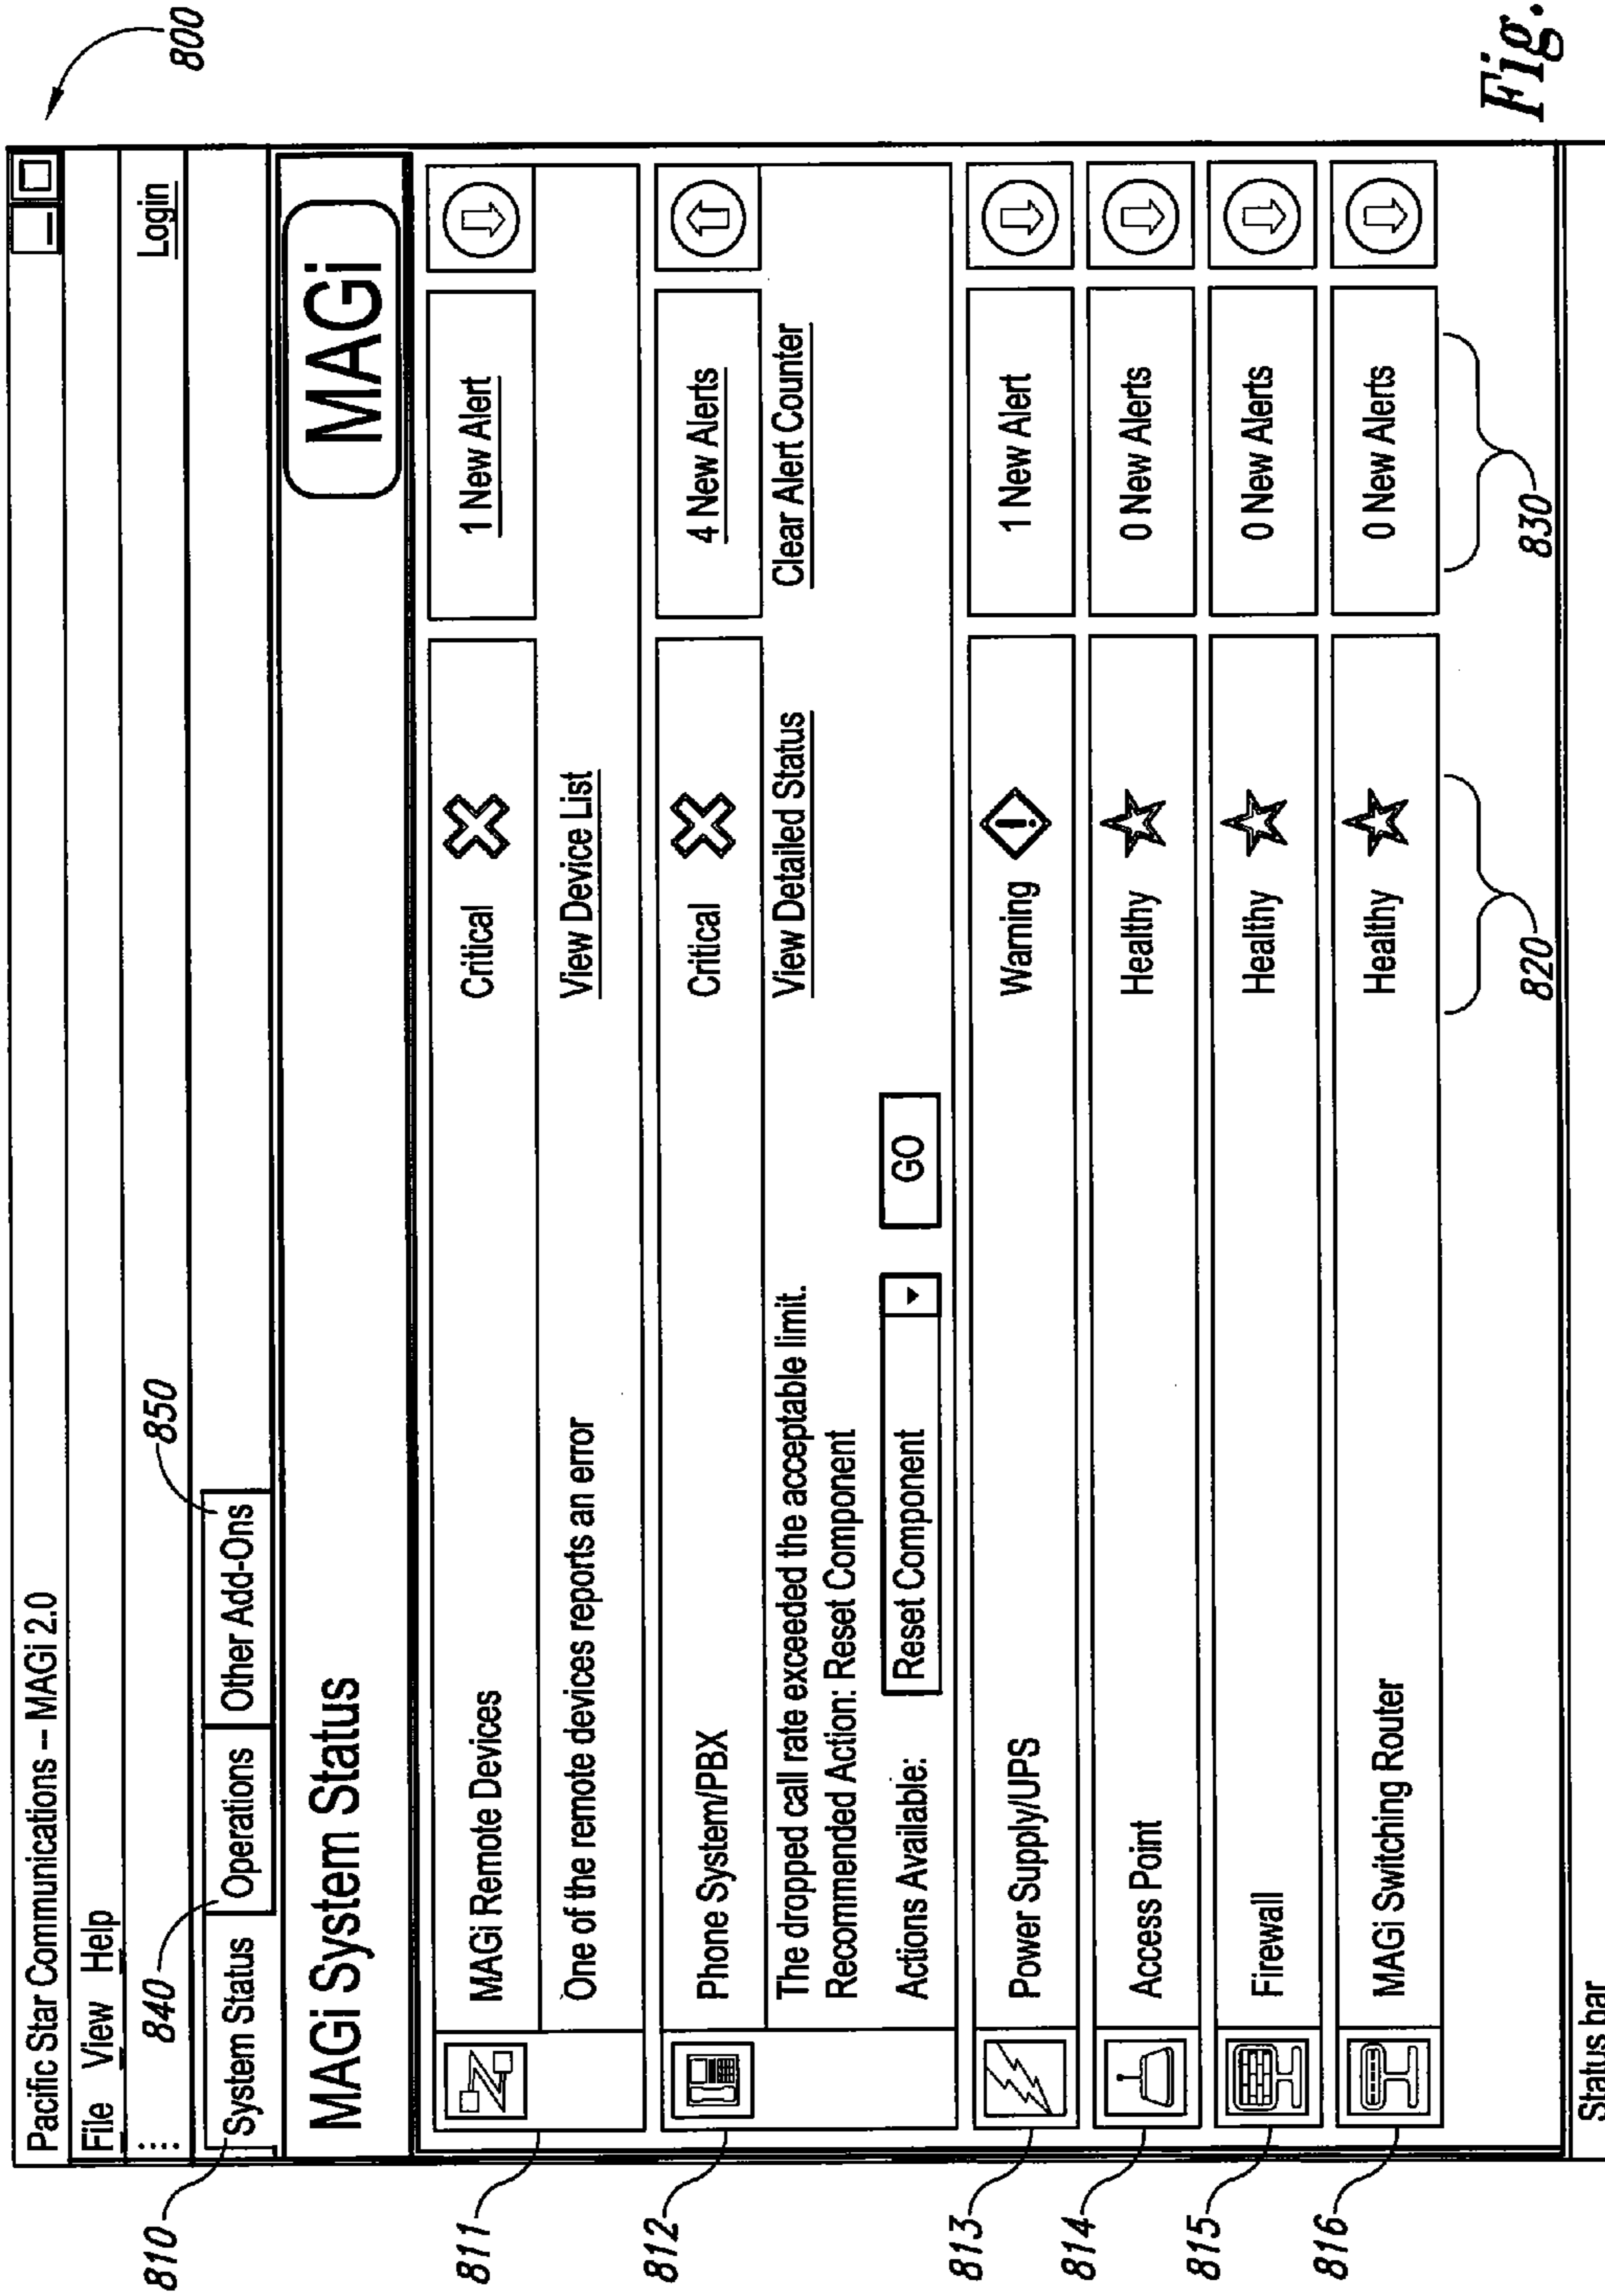 800
Pacific Star Communications -- MAGi 2.0
File View Help
Login
840
850
810
System Status
Operations
Other Add-Ons
MAGi System Status
MAGi
811
MAGi Remote Devices
Critical
1 New Alert
One of the remote devices reports an error
View Device List
812
Phone System/PBX
Critical
4 New Alerts
The dropped call rate exceeded the acceptable limit.
View Detailed Status
Clear Alert Counter
Recommended Action: Reset Component
Actions Available:
Reset Component
GO
813
Power Supply/UPS
Warning
1 New Alert
814
Access Point
Healthy
0 New Alerts
815
Firewall
Healthy
0 New Alerts
816
MAGi Switching Router
Healthy
0 New Alerts
820
830
Status bar
Fig.